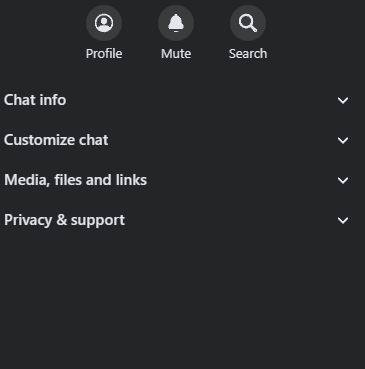 Profile Mute Search
Chat info
Customize chat
Media, files and links
Privacy & support